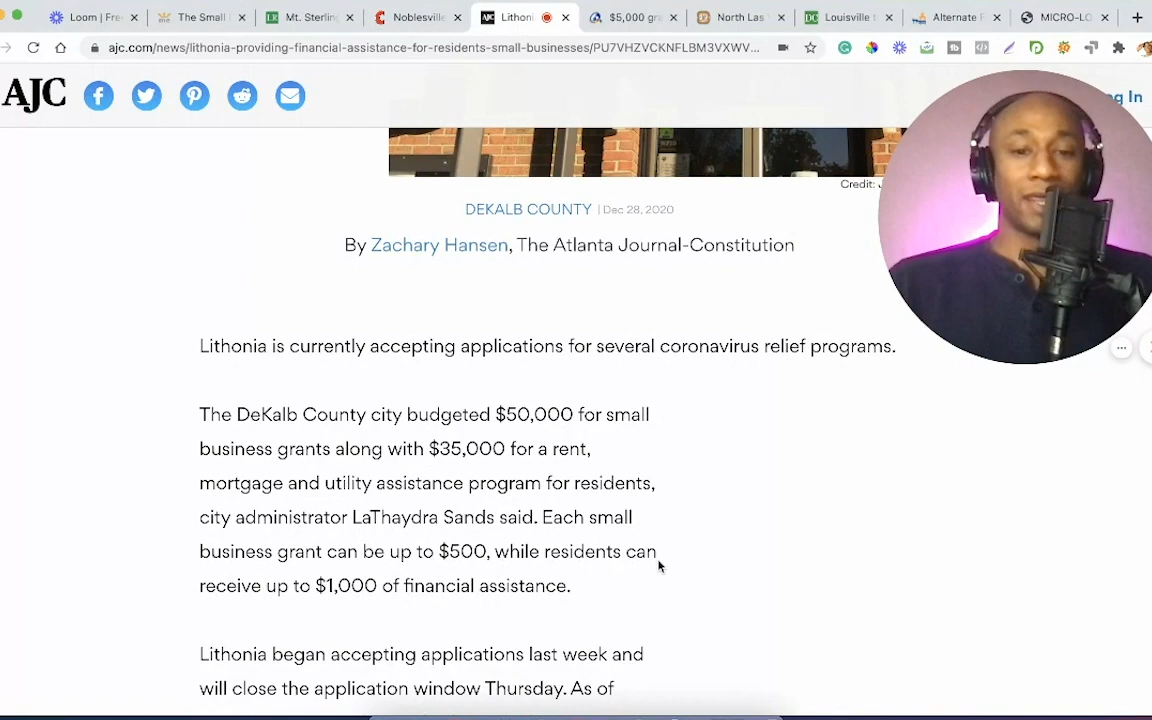 Loom | Fre
The Small
Mt. Sterlin
Noblesville
Lithoni
$5,000 gr
North Las
Louisville
Alternate
MICRO-LO
ajc.com/news/lithonia-providing-financial-assistance-for-residents-small-businesses/PU7VHZVCKNFLBM3VXWV...
AJC
g In
Credit:
DEKALB COUNTY | Dec 28, 2020
By Zachary Hansen, The Atlanta Journal-Constitution
Lithonia is currently accepting applications for several coronavirus relief programs.
The DeKalb County city budgeted $50,000 for small
business grants along with $35,000 for a rent,
mortgage and utility assistance program for residents,
city administrator LaThaydra Sands said. Each small
business grant can be up to $500, while residents can
receive up to $1,000 of financial assistance.
Lithonia began accepting applications last week and
will close the application window Thursday. As of